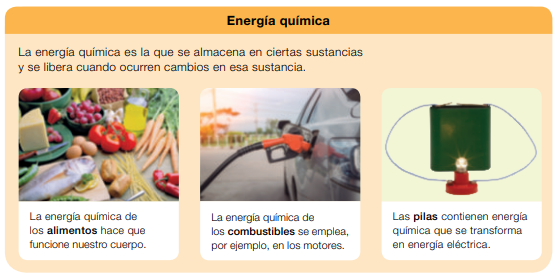 Energía química
La energía química es la que se almacena en ciertas sustancias
y se libera cuando ocurren cambios en esa sustancia.
La energía química de
los alimentos hace que
funcione nuestro cuerpo.
La energía química de
los combustibles se emplea,
por ejemplo, en los motores.
Las pilas contienen energía
química que se transforma
en energía eléctrica.